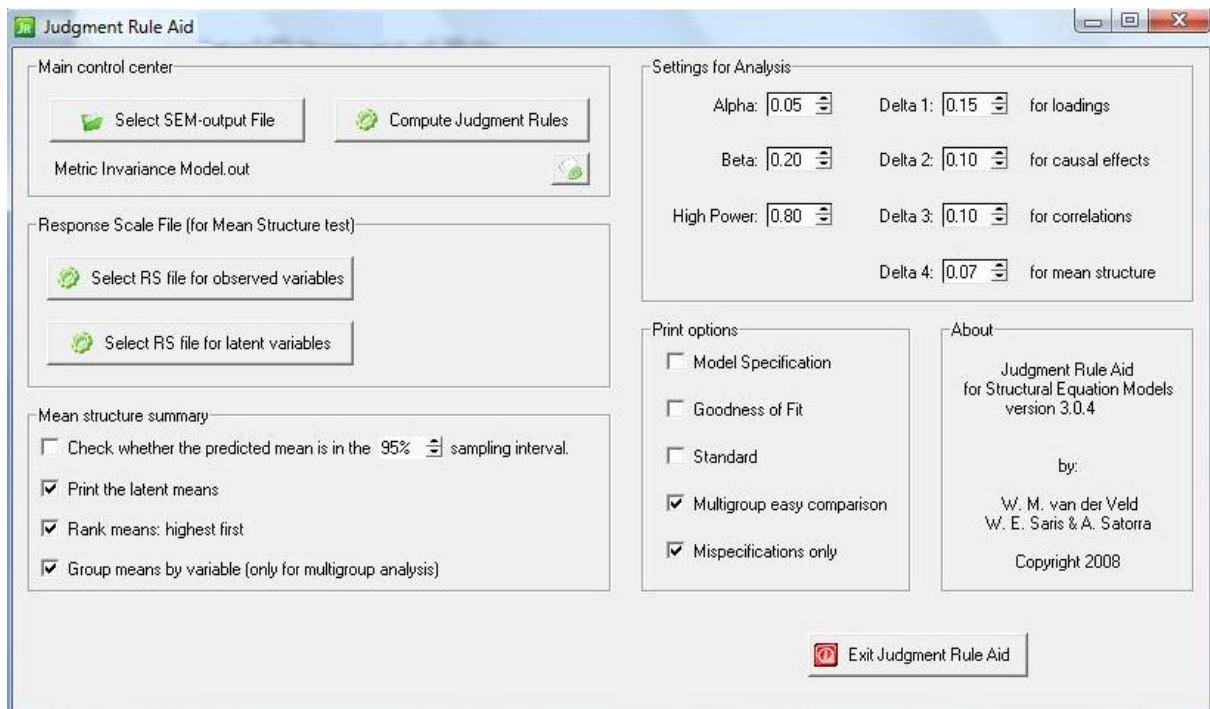 JR Judgment Rule Aid
Main control center
Select SEM-output File
Compute Judgment Rules
Metric Invariance Model.out
Response Scale File (for Mean Structure test)
Select RS file for observed variables
Select RS file for latent variables
Mean structure summary
Check whether the predicted mean is in the 95% sampling interval.
Print the latent means
Rank means: highest first
Group means by variable (only for multigroup analysis)
Settings for Analysis
Alpha: 0.05 Delta 1: 0.15 for loadings
Beta: 0.20 Delta 2: 0.10 for causal effects
High Power: 0.80 Delta 3: 0.10 for correlations
Delta 4: 0.07 for mean structure
Print options
Model Specification
Goodness of Fit
Standard
Multigroup easy comparison
Mispecifications only
About
Judgment Rule Aid
for Structural Equation Models
version 3.0.4
by:
W. M. van der Veld
W. E. Saris & A. Satorra
Copyright 2008
Exit Judgment Rule Aid